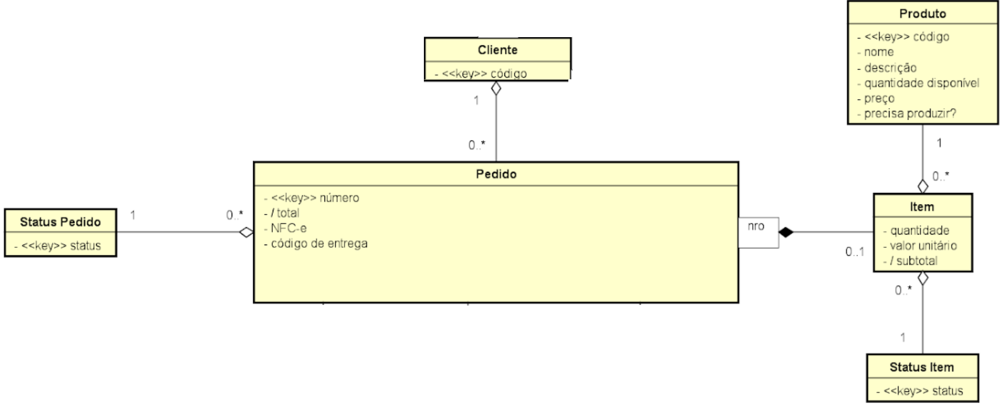 Produto
- <<key>> código
- nome
- descrição
- quantidade disponível
- preço
- precisa produzir?
Cliente
- <<key>> código
1
0..*
1
0..*
Pedido
- <<key>> número
- / total
- NFC-e
- código de entrega
Status Pedido
- <<key>> status
1
0..*
nro
0..1
Item
- quantidade
- valor unitário
- / subtotal
0..*
1
Status Item
- <<key>> status